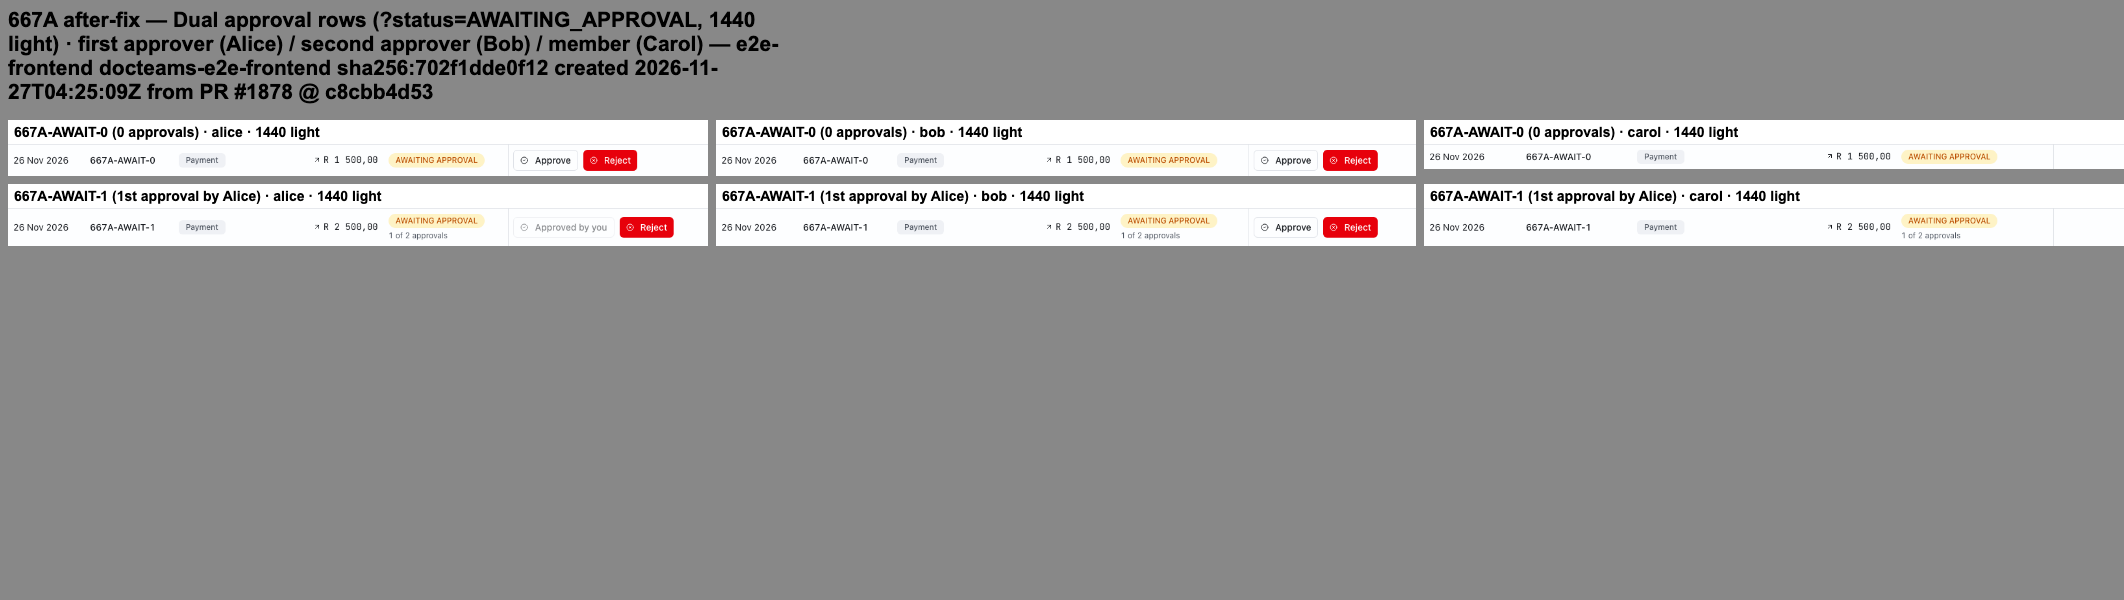 667A after-fix — Dual approval rows (?status=AWAITING_APPROVAL, 1440
light) · first approver (Alice) / second approver (Bob) / member (Carol) — e2e-
frontend docteams-e2e-frontend sha256:702f1dde0f12 created 2026-11-
27T04:25:09Z from PR #1878 @ c8cbb4d53
667A-AWAIT-0 (0 approvals) · alice · 1440 light
26 Nov 2026 667A-AWAIT-0 Payment R 1 500,00 AWAITING APPROVAL Approve Reject
667A-AWAIT-0 (0 approvals) · bob · 1440 light
26 Nov 2026 667A-AWAIT-0 Payment R 1 500,00 AWAITING APPROVAL Approve Reject
667A-AWAIT-0 (0 approvals) · carol · 1440 light
26 Nov 2026 667A-AWAIT-0 Payment R 1 500,00 AWAITING APPROVAL
667A-AWAIT-1 (1st approval by Alice) · alice · 1440 light
26 Nov 2026 667A-AWAIT-1 Payment R 2 500,00 AWAITING APPROVAL Approved by you Reject
1 of 2 approvals
667A-AWAIT-1 (1st approval by Alice) · bob · 1440 light
26 Nov 2026 667A-AWAIT-1 Payment R 2 500,00 AWAITING APPROVAL Approve Reject
1 of 2 approvals
667A-AWAIT-1 (1st approval by Alice) · carol · 1440 light
26 Nov 2026 667A-AWAIT-1 Payment R 2 500,00 AWAITING APPROVAL
1 of 2 approvals